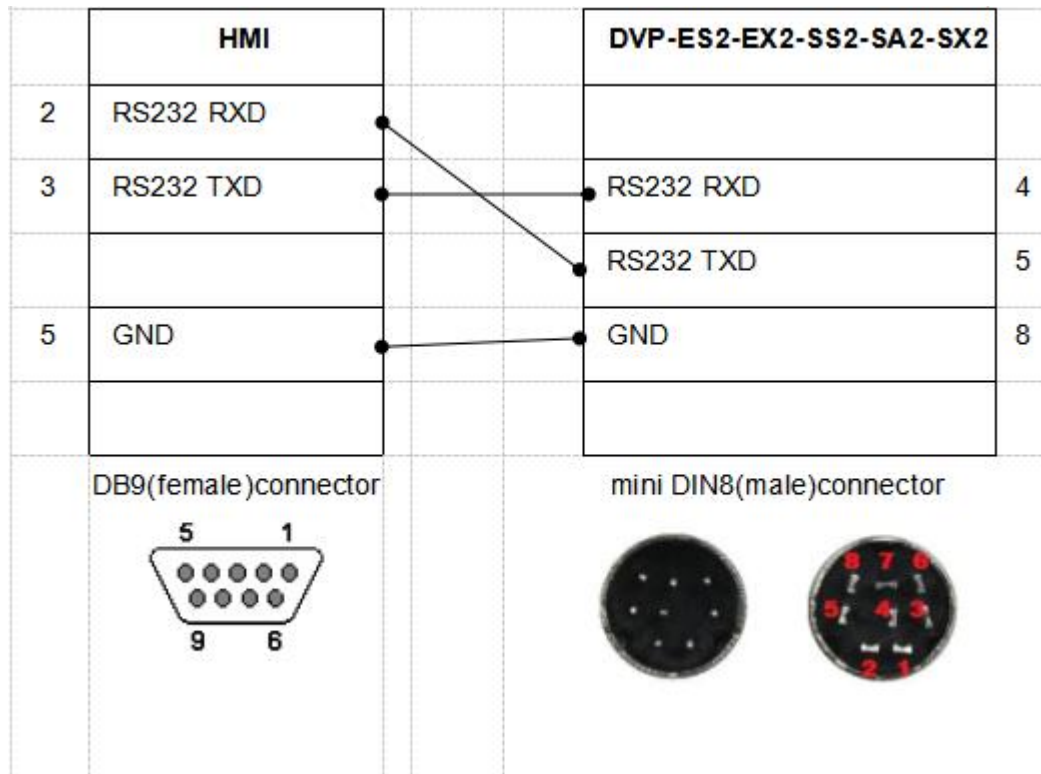 HMI DVP-ES2-EX2-SS2-SA2-SX2
2 RS232 RXD
3 RS232 TXD RS232 RXD 4
RS232 TXD 5
5 GND GND 8
DB9(female)connector mini DIN8(male)connector
5 1
9 6
8 7 6
5 4 3
2 1